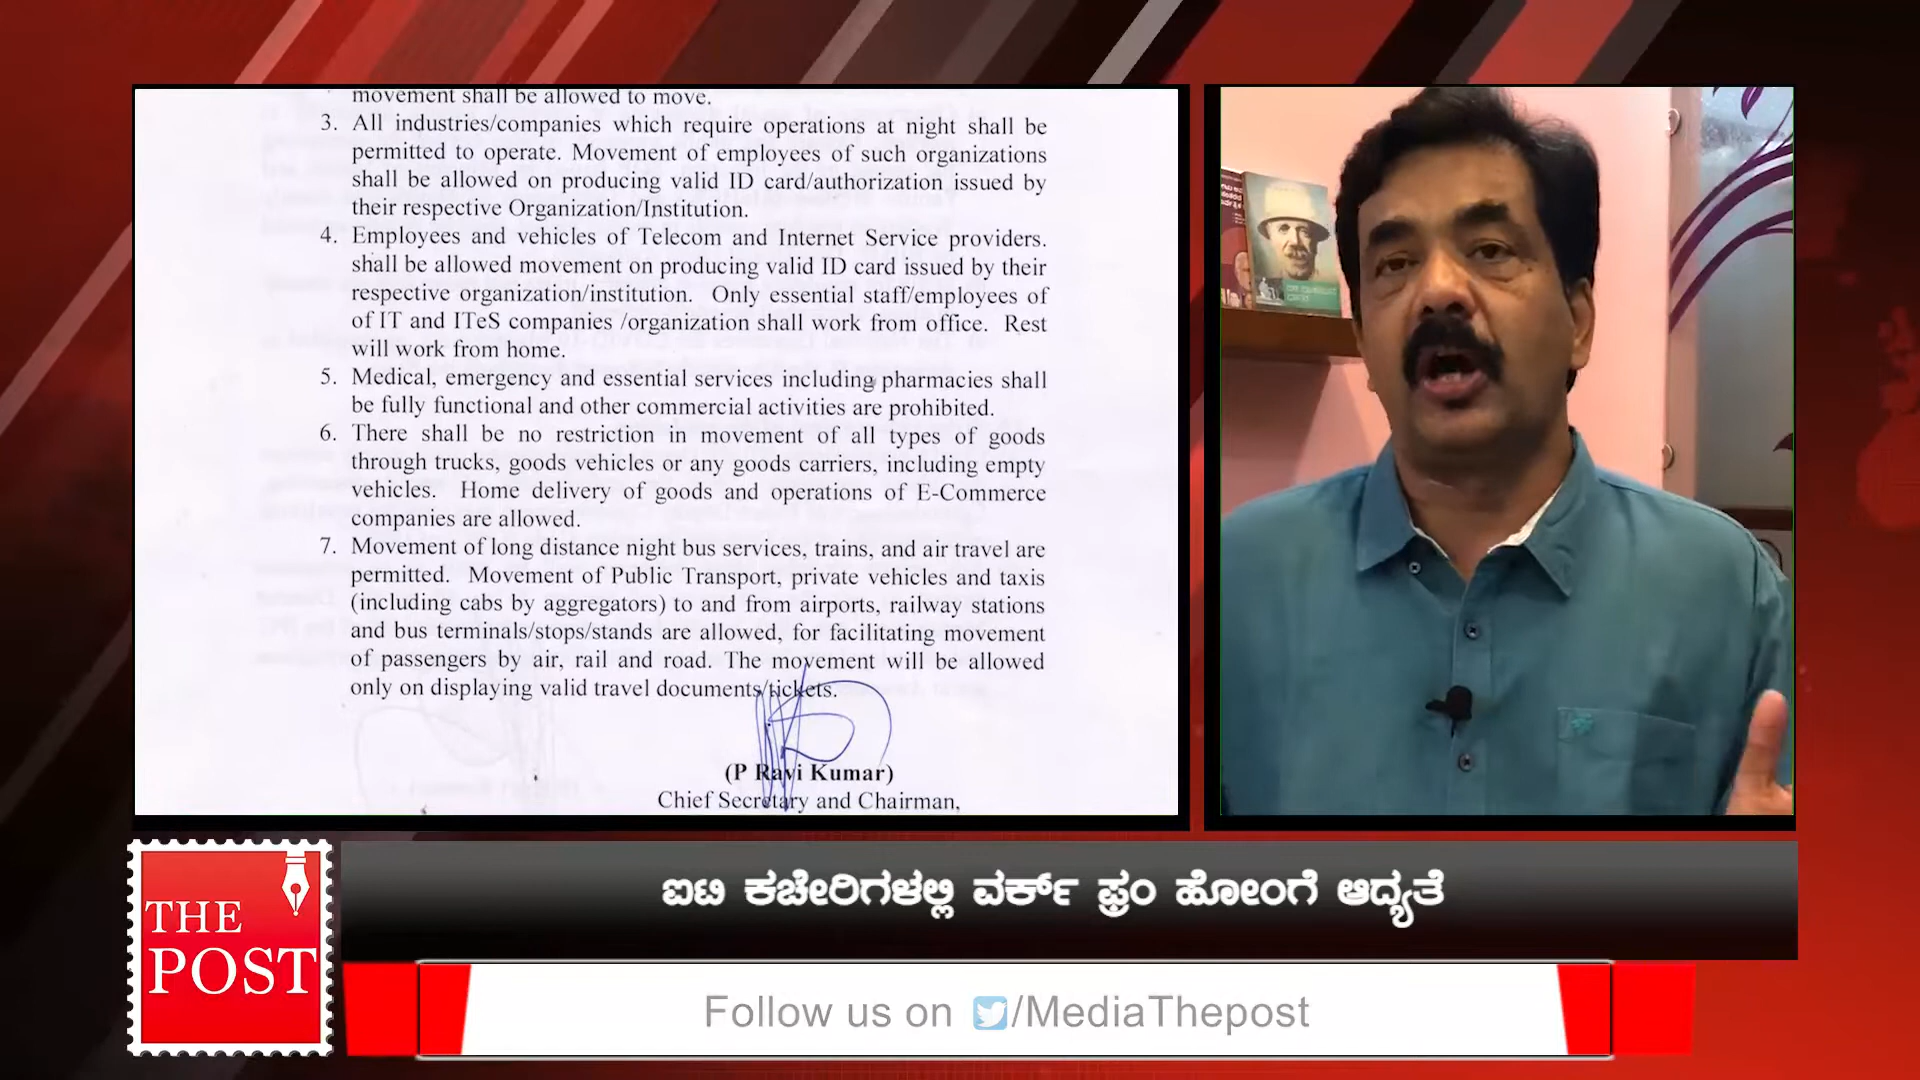 movement shall be allowed to move.
3. All industries/companies which require operations at night shall be
permitted to operate. Movement of employees of such organizations
shall be allowed on producing valid ID card/authorization issued by
their respective Organization/Institution.
4. Employees and vehicles of Telecom and Internet Service providers.
shall be allowed movement on producing valid ID card issued by their
respective organization/institution. Only essential staff/employees of
of IT and ITeS companies /organization shall work from office. Rest
will work from home.
5. Medical, emergency and essential services including pharmacies shall
be fully functional and other commercial activities are prohibited.
6. There shall be no restriction in movement of all types of goods
through trucks, goods vehicles or any goods carriers, including empty
vehicles. Home delivery of goods and operations of E-Commerce
companies are allowed.
7. Movement of long distance night bus services, trains, and air travel are
permitted. Movement of Public Transport, private vehicles and taxis
(including cabs by aggregators) to and from airports, railway stations
and bus terminals/stops/stands are allowed, for facilitating movement
of passengers by air, rail and road. The movement will be allowed
only on displaying valid travel documents/tickets.
(P Ravi Kumar)
Chief Secretary and Chairman,
THE
POST
ಐಟಿ ಕಚೇರಿಗಳಲ್ಲಿ ವರ್ಕ್ ಫ್ರಂ ಹೋಂಗೆ ಆದ್ಯತೆ
Follow us on /MediaThepost